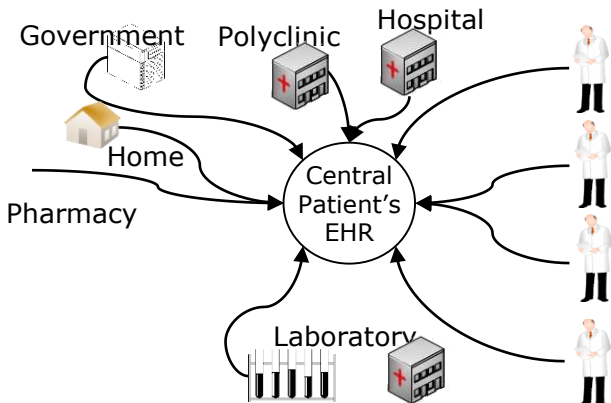 Government
Polyclinic
Hospital
Home
Pharmacy
Central
Patient's
EHR
Laboratory